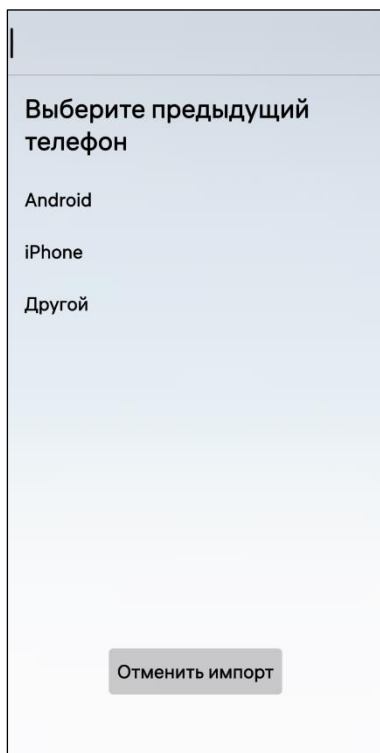 Выберите предыдущий
телефон
Android
iPhone
Другой
Отменить импорт